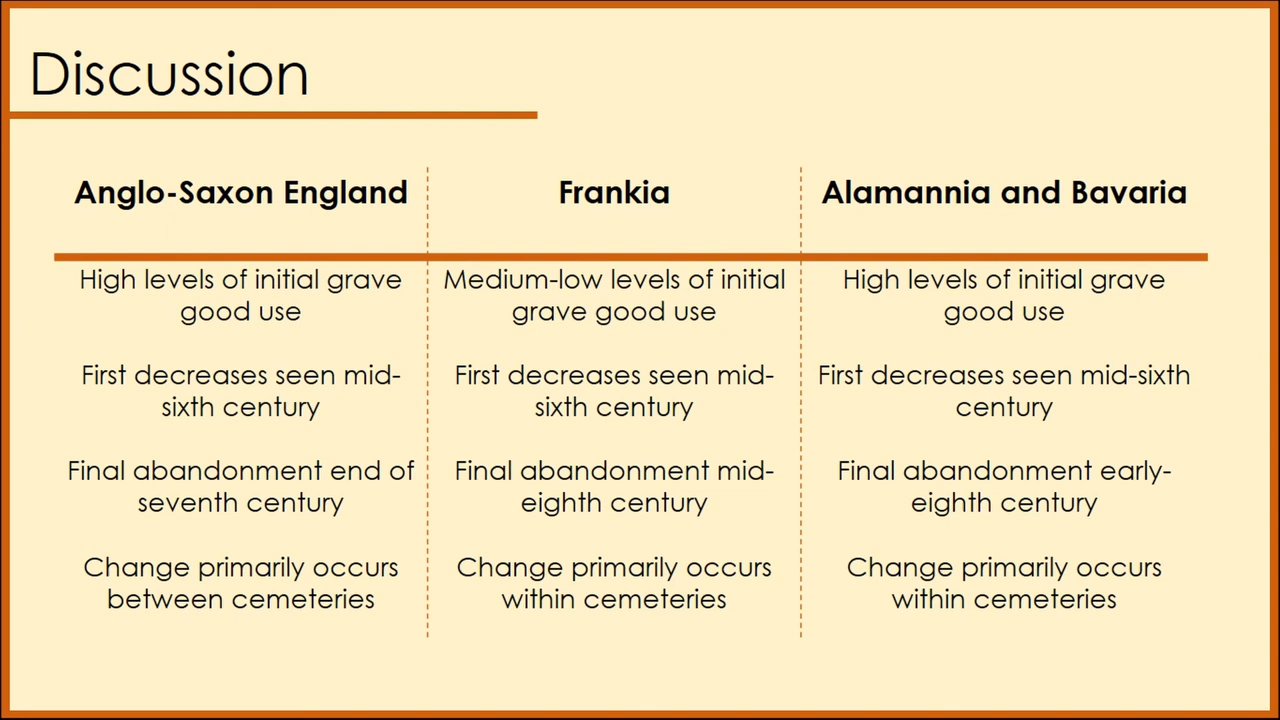 Discussion
Anglo-Saxon England
High levels of initial grave
good use
First decreases seen mid-
sixth century
Final abandonment end of
seventh century
Change primarily occurs
between cemeteries
Frankia
Medium-low levels of initial
grave good use
First decreases seen mid-
sixth century
Final abandonment mid-
eighth century
Change primarily occurs
within cemeteries
Alamannia and Bavaria
High levels of initial grave
good use
First decreases seen mid-sixth
century
Final abandonment early-
eighth century
Change primarily occurs
within cemeteries